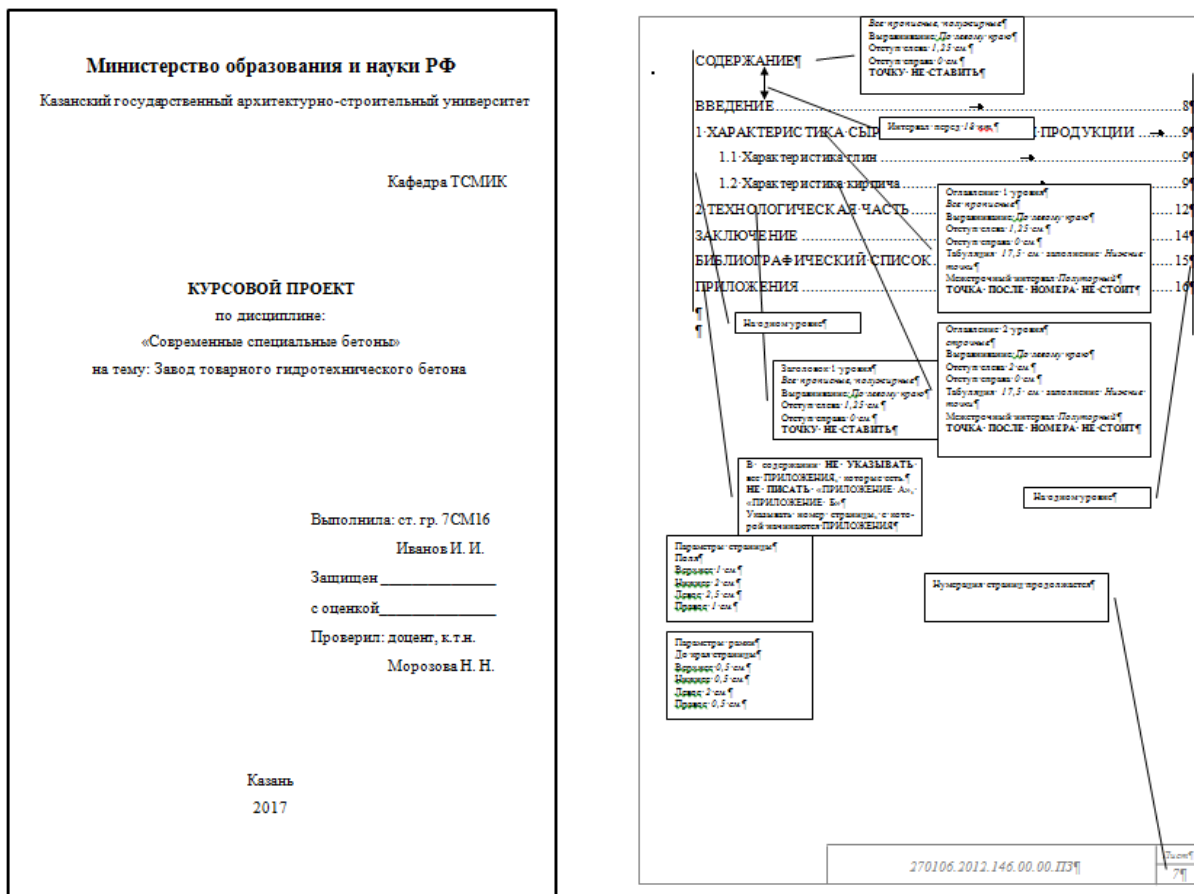 Министерство образования и науки РФ
Казанский государственный архитектурно-строительный университет
Кафедра ТСМИК
КУРСОВОЙ ПРОЕКТ
по дисциплине:
«Современные специальные бетоны»
на тему: Завод товарного гидротехнического бетона
Выполнила: ст. гр. 7СМ16
Иванов И. И.
Защищен _______________
с оценкой_______________
Проверил: доцент, к.т.н.
Морозова Н. Н.
Казань
2017
Все прописные, полужирные¶
Выравнивание: До левому краю¶
Отступ слева 1,25 см¶
Отступ справа 0 см¶
ТОЧКУ НЕ СТАВИТЬ¶
СОДЕРЖАНИЕ¶
ВВЕДЕНИЕ 8¶
Интервал перед 18 пт.¶
1·ХАРАКТЕРИСТИКА·СЫР ПРОДУКЦИИ 9¶
1.1·Характеристика глин 9¶
1.2·Характеристика кирпича 9¶
2 ТЕХНОЛОГИЧЕСКАЯ·ЧАСТЬ 12¶
ЗАКЛЮЧЕНИЕ 14¶
БИБЛИОГРАФИЧЕСКИЙ·СПИСОК 15¶
ПРИЛОЖЕНИЯ 16¶
¶
¶
Оглавление 1 уровня¶
Все прописные¶
Выравнивание: До левому краю¶
Отступ слева 1,25 см¶
Отступ справа 0 см¶
Табуляция 17,5 см заполнение Нижние
точки¶
Межстрочный интервал Полуторный¶
ТОЧКА ПОСЛЕ НОМЕРА НЕ СТОИТ¶
На одном уровне¶
Оглавление 2 уровня¶
строчные¶
Выравнивание: До левому краю¶
Отступ слева 2 см¶
Отступ справа 0 см¶
Табуляция 17,5 см заполнение Нижние
точки¶
Межстрочный интервал Полуторный¶
ТОЧКА ПОСЛЕ НОМЕРА НЕ СТОИТ¶
Заголовок 1 уровня¶
Все прописные, полужирные¶
Выравнивание: До левому краю¶
Отступ слева 1,25 см¶
Отступ справа 0 см¶
ТОЧКУ НЕ СТАВИТЬ¶
В содержании НЕ УКАЗЫВАТЬ
все ПРИЛОЖЕНИЯ, которые есть.¶
НЕ ПИСАТЬ «ПРИЛОЖЕНИЕ А»,
«ПРИЛОЖЕНИЕ Б»¶
Указывать номер страницы, с кото-
рой начинаются ПРИЛОЖЕНИЯ¶
На одном уровне¶
Параметры страницы¶
Поля¶
Верхнее 1 см¶
Нижнее 2 см¶
Левое 2,5 см¶
Правое 1 см¶
Нумерация страниц продолжается¶
Параметры рамки¶
До края страницы¶
Верхнее 0,5 см¶
Нижнее 0,5 см¶
Левое 2 см¶
Правое 0,5 см¶
270106.2012.146.00.00.ПЗ¶
Лист¶
7¶